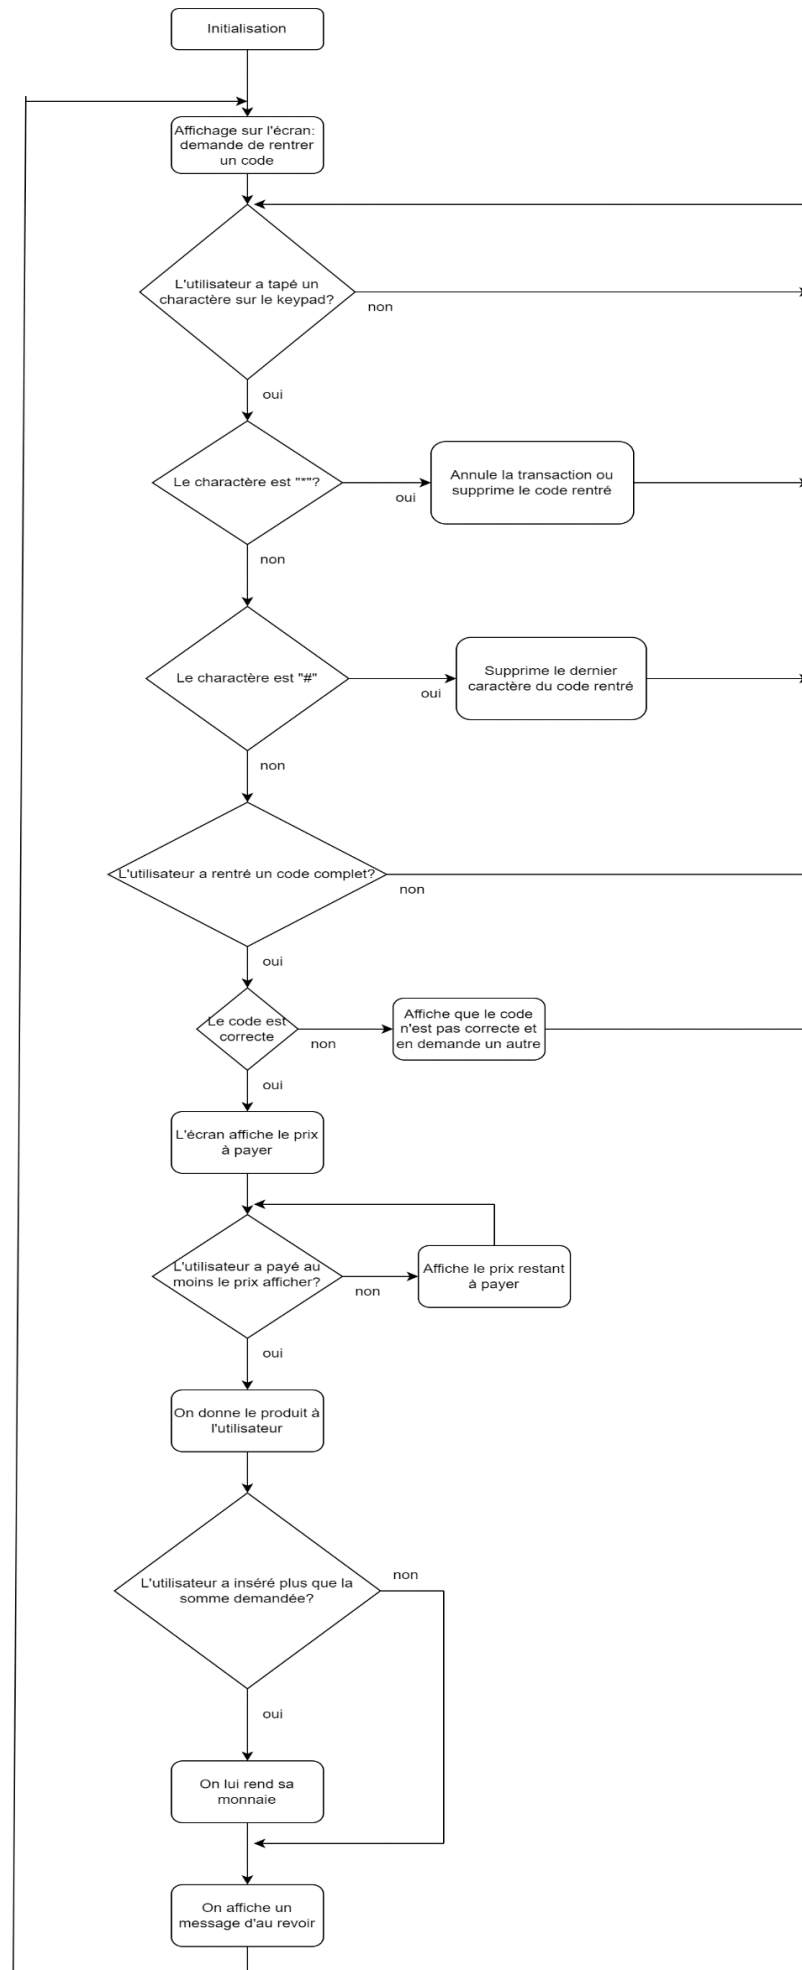 Initialisation
Affichage sur l'écran:
demande de rentrer
un code
L'utilisateur a tapé un
charactère sur le keypad?
non
oui
Le charactère est "*"?
oui
Annule la transaction ou
supprime le code rentré
non
Le charactère est "#"
oui
Supprime le dernier
caractère du code rentré
non
L'utilisateur a rentré un code complet?
non
oui
Le code est
correcte
non
Affiche que le code
n'est pas correcte et
en demande un autre
oui
L'écran affiche le prix
à payer
L'utilisateur a payé au
moins le prix afficher?
non
Affiche le prix restant
à payer
oui
On donne le produit à
l'utilisateur
L'utilisateur a inséré plus que la
somme demandée?
non
oui
On lui rend sa
monnaie
On affiche un
message d'au revoir